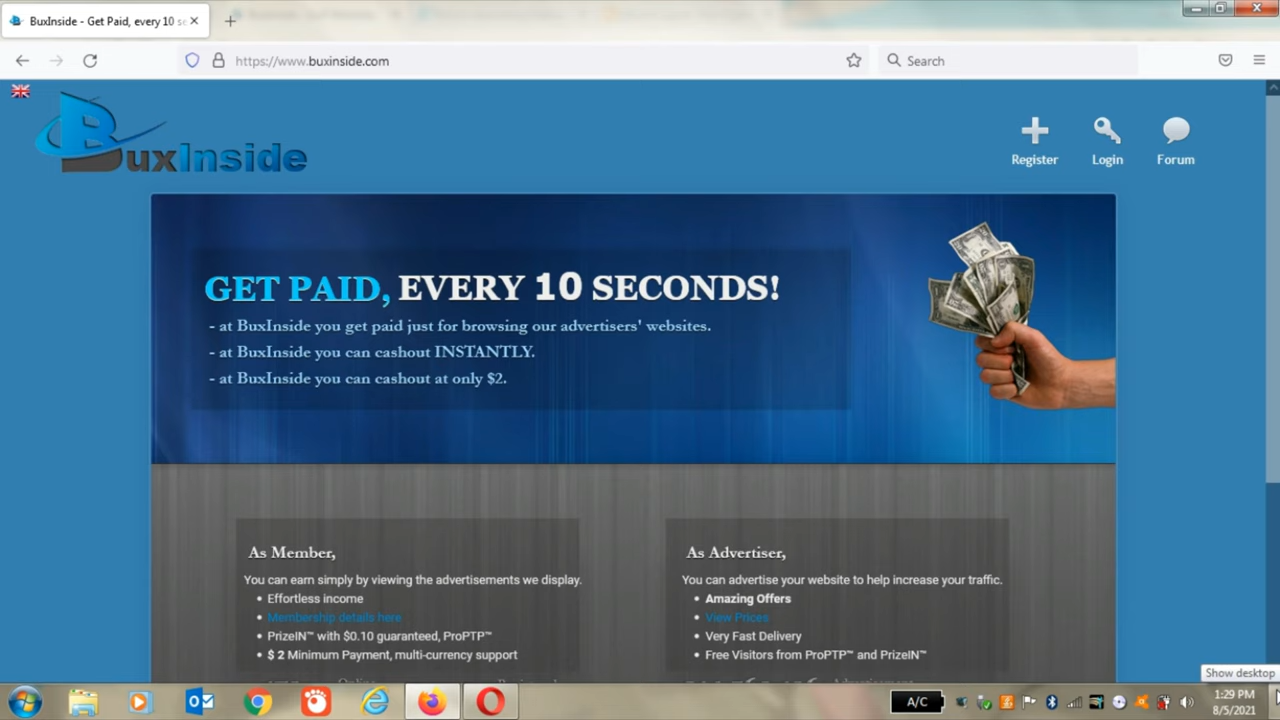 BuxInside - Get Paid, every 10 se
https://www.buxinside.com
Search
BuxInside
Register
Login
Forum
GET PAID, EVERY 10 SECONDS!
- at BuxInside you get paid just for browsing our advertisers' websites.
- at BuxInside you can cashout INSTANTLY.
- at BuxInside you can cashout at only $2.
As Member,
You can earn simply by viewing the advertisements we display.
• Effortless income
• Membership details here
• PrizeIN™ with $0.10 guaranteed, ProPTP™
• $ 2 Minimum Payment, multi-currency support
As Advertiser,
You can advertise your website to help increase your traffic.
• Amazing Offers
• View Prices
• Very Fast Delivery
• Free Visitors from ProPTP™ and PrizeIN™
Show desktop
A/C
1:29 PM
8/5/2021